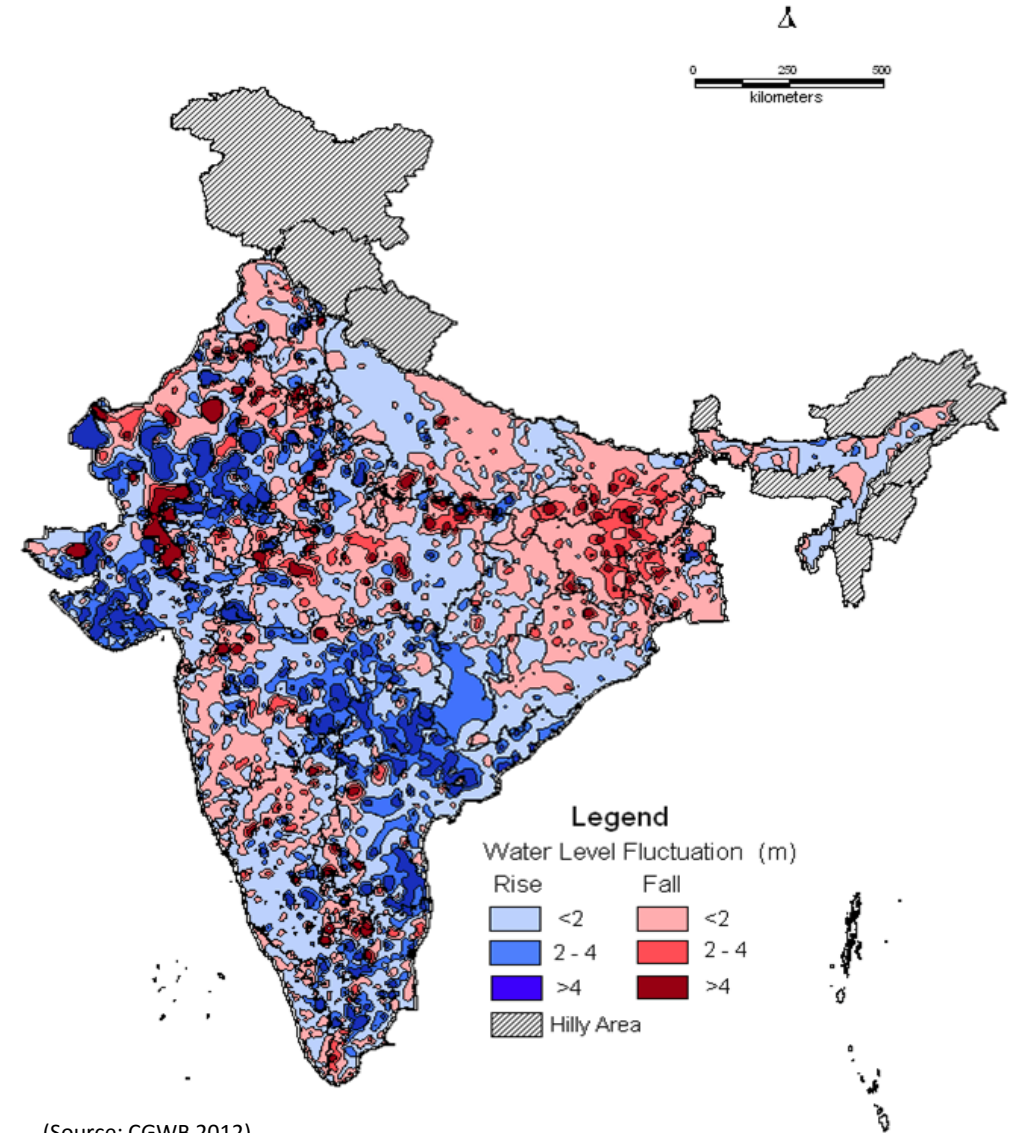 0 250 500
kilometers
Legend
Water Level Fluctuation (m)
Rise Fall
<2 <2
2 - 4 2 - 4
>4 >4
Hilly Area
(Source: CGWB 2012)